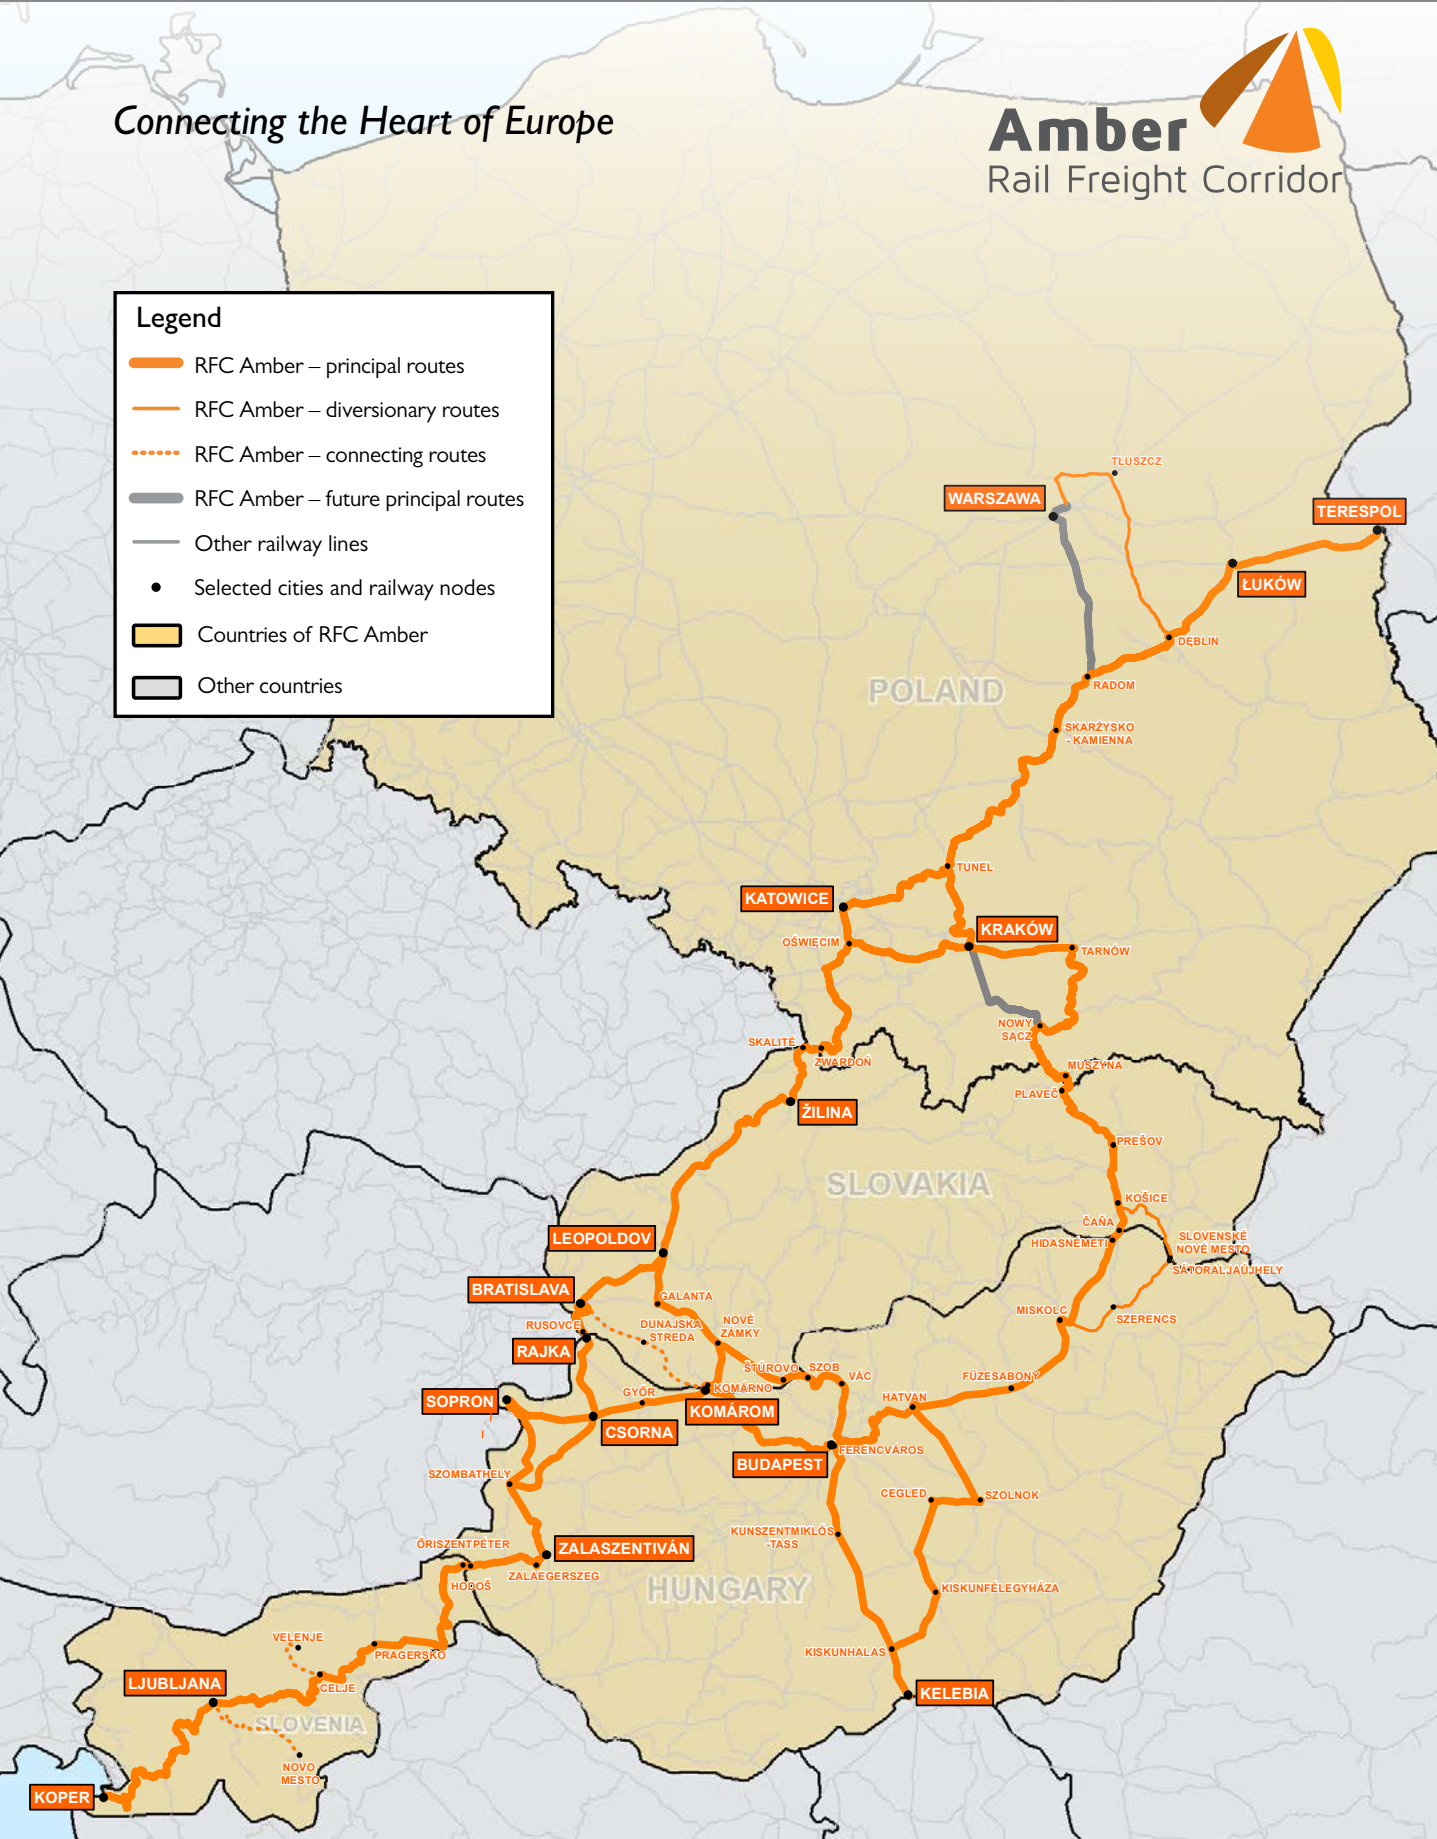 Connecting the Heart of Europe
Amber
Rail Freight Corridor
Legend
RFC Amber – principal routes
RFC Amber – diversionary routes
RFC Amber – connecting routes
RFC Amber – future principal routes
Other railway lines
Selected cities and railway nodes
Countries of RFC Amber
Other countries
TŁUSZCZ
WARSZAWA
TERESPOL
ŁUKÓW
DĘBLIN
POLAND
RADOM
SKARŻYSKO
- KAMIENNA
TUNEL
KATOWICE
KRAKÓW
OŚWIĘCIM
TARNÓW
NOWY
SĄCZ
SKALITÉ
ZWARDOŃ
MUSZYNA
PLAVEČ
ŽILINA
PREŠOV
SLOVAKIA
KOŠICE
ČAŇA
HIDASNÉMETI
SLOVENSKÉ
NOVÉ MESTO
SÁTORALJAÚJHELY
LEOPOLDOV
BRATISLAVA
GALANTA
RUSOVCE
DUNAJSKÁ
STREDA
NOVÉ
ZÁMKY
MISKOLC
SZERENCS
RAJKA
ŠTÚROVO
SZOB
VÁC
FÜZESABONY
SOPRON
GYŐR
KOMÁRNO
HATVAN
KOMÁROM
CSORNA
BUDAPEST
FERENCVÁROS
SZOMBATHELY
CEGLÉD
SZOLNOK
KUNSZENTMIKLÓS
-TASS
ŐRISZENTPÉTER
ZALASZENTIVÁN
HODOŠ
ZALAEGERSZEG
HUNGARY
KISKUNFÉLEGYHÁZA
VELENJE
PRAGERSKO
KISKUNHALAS
LJUBLJANA
CELJE
KELEBIA
SLOVENIA
NOVO
MESTO
KOPER